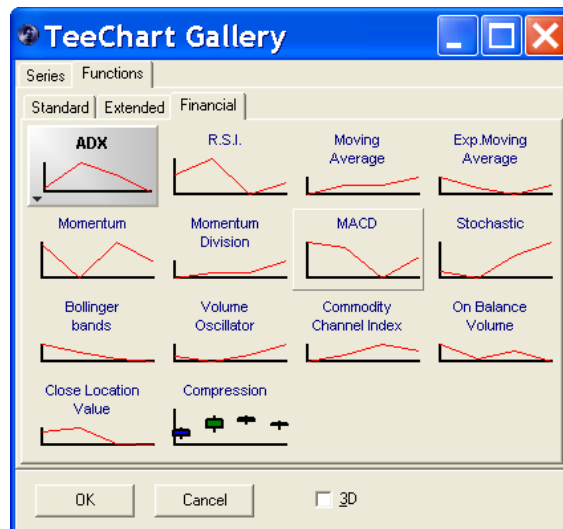 TeeChart Gallery
Series Functions
Standard Extended Financial
ADX R.S.I. Moving Average Exp.Moving Average
Momentum Momentum Division MACD Stochastic
Bollinger bands Volume Oscillator Commodity Channel Index On Balance Volume
Close Location Value Compression
OK Cancel 3D